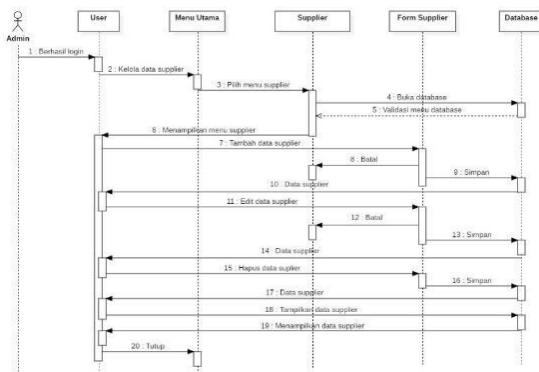 User
Menu Utama
Supplier
Form Supplier
Database
Admin
1 : Berhasil login
2 : Kelola data supplier
3 : Pilih menu supplier
4 : Buka database
5 : Validasi menu database
6 : Menampilkan menu supplier
7 : Tambah data supplier
8 : Batal
9 : Simpan
10 : Data supplier
11 : Edit data supplier
12 : Batal
13 : Simpan
14 : Data supplier
15 : Hapus data suplier
16 : Simpan
17 : Data supplier
18 : Tampilkan data supplier
19 : Menampilkan data supplier
20 : Tutup